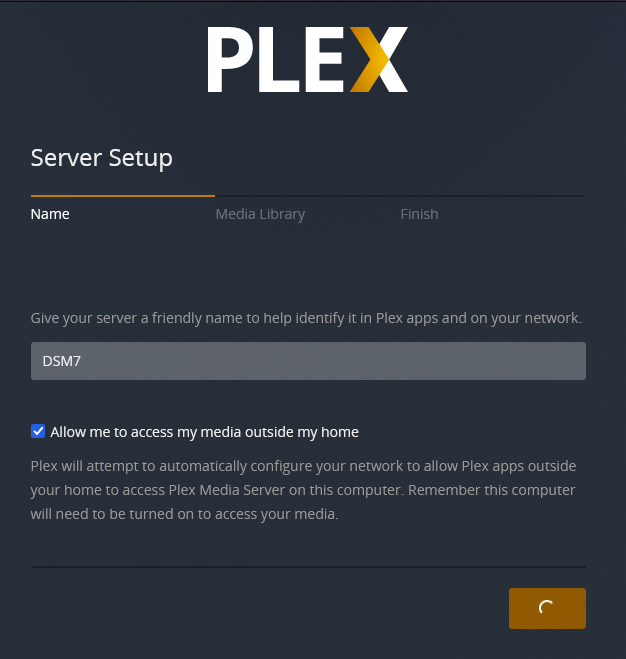 PLEX
Server Setup
Name
Media Library
Finish
Give your server a friendly name to help identify it in Plex apps and on your network.
DSM7
Allow me to access my media outside my home
Plex will attempt to automatically configure your network to allow Plex apps outside
your home to access Plex Media Server on this computer. Remember this computer
will need to be turned on to access your media.